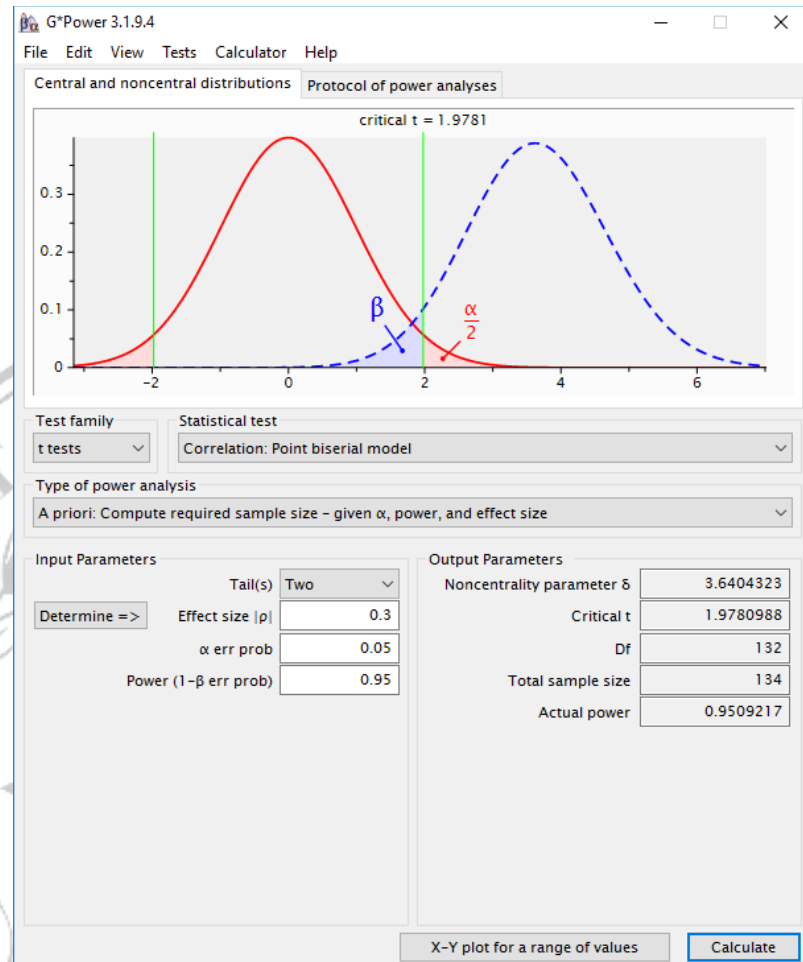 G*Power 3.1.9.4
File Edit View Tests Calculator Help
Central and noncentral distributions Protocol of power analyses
critical t = 1.9781
0.3
0.2
0.1
0
β
α
2
-2 0 2 4 6
Test family Statistical test
t tests Correlation: Point biserial model
Type of power analysis
A priori: Compute required sample size – given α, power, and effect size
Input Parameters
Tail(s) Two
Determine => Effect size |ρ| 0.3
α err prob 0.05
Power (1-β err prob) 0.95
Output Parameters
Noncentrality parameter δ 3.6404323
Critical t 1.9780988
Df 132
Total sample size 134
Actual power 0.9509217
X-Y plot for a range of values Calculate